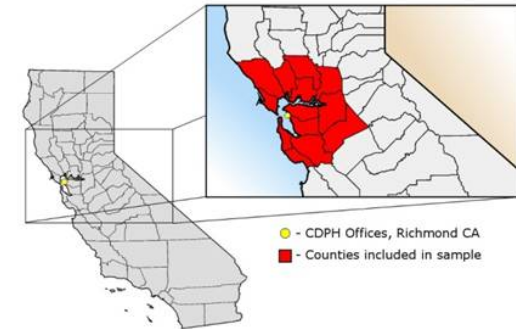 - CDPH Offices, Richmond CA
- Counties included in sample